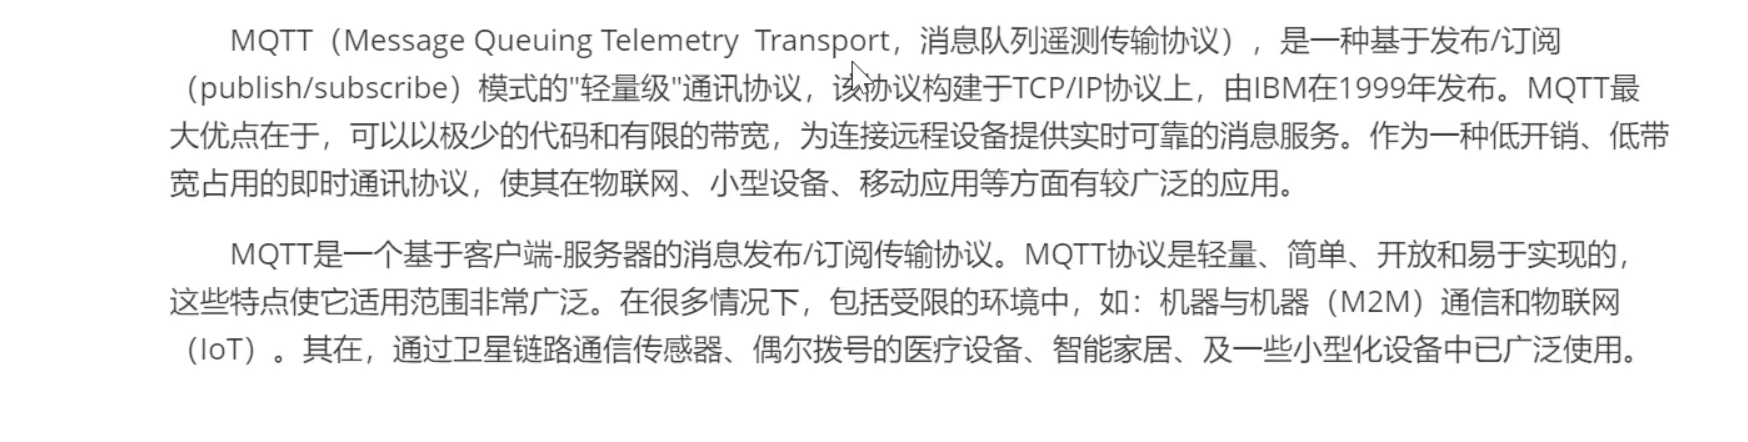 MQTT（Message Queuing Telemetry Transport，消息队列遥测传输协议），是一种基于发布/订阅
（publish/subscribe）模式的"轻量级"通讯协议，该协议构建于TCP/IP协议上，由IBM在1999年发布。MQTT最
大优点在于，可以以极少的代码和有限的带宽，为连接远程设备提供实时可靠的消息服务。作为一种低开销、低带
宽占用的即时通讯协议，使其在物联网、小型设备、移动应用等方面有较广泛的应用。
MQTT是一个基于客户端-服务器的消息发布/订阅传输协议。MQTT协议是轻量、简单、开放和易于实现的，
这些特点使它适用范围非常广泛。在很多情况下，包括受限的环境中，如：机器与机器（M2M）通信和物联网
（IoT）。其在，通过卫星链路通信传感器、偶尔拨号的医疗设备、智能家居、及一些小型化设备中已广泛使用。